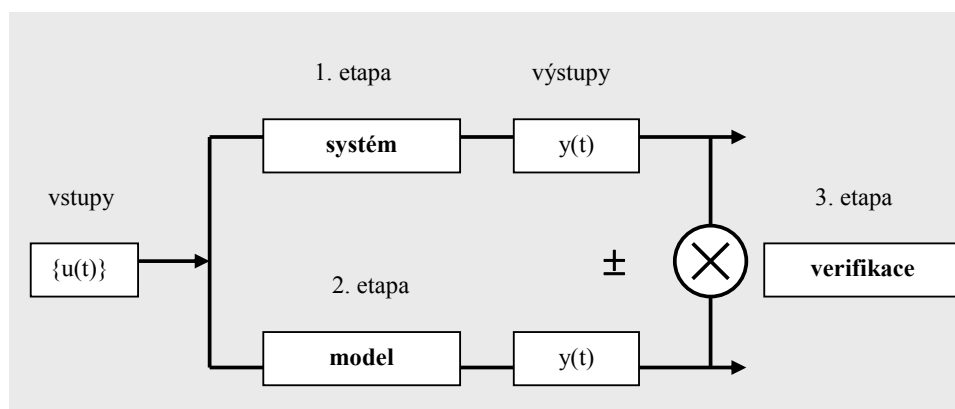 1. etapa
výstupy
systém
y(t)
vstupy
3. etapa
{u(t)}
±
verifikace
2. etapa
model
y(t)